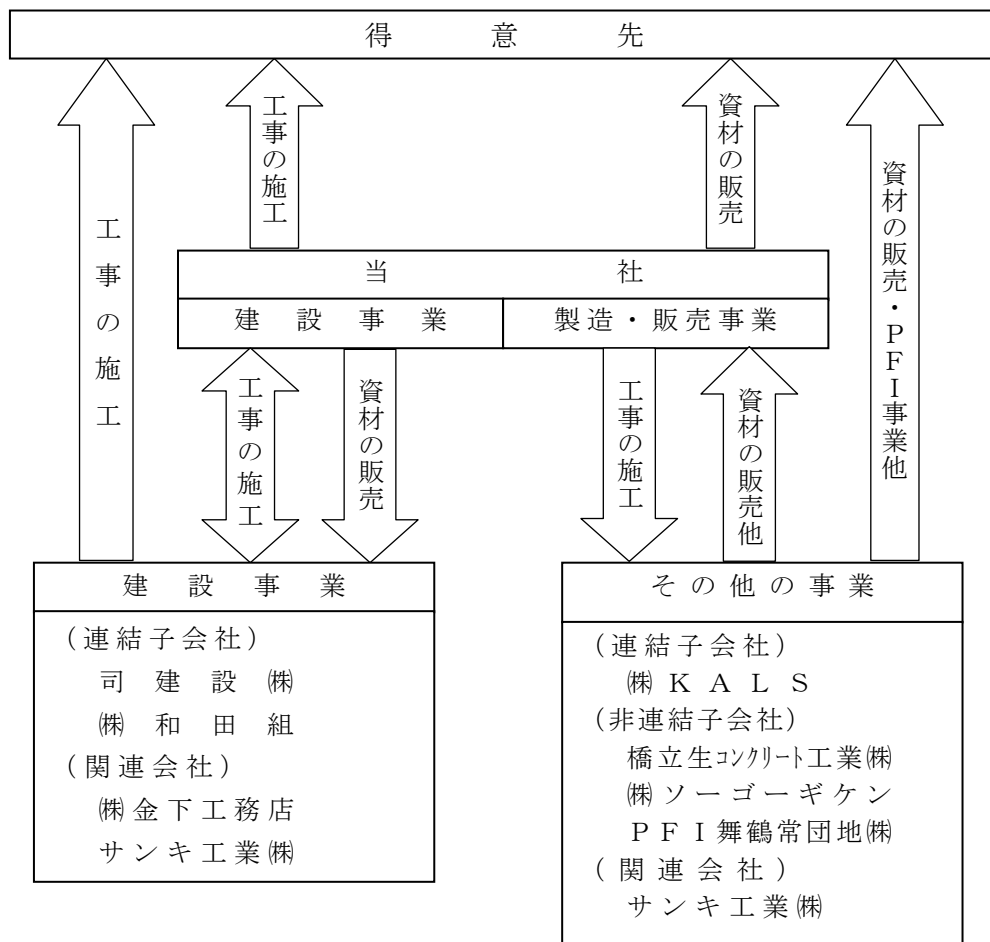 得意先
工事の施工
工事の施工
資材の販売
資材の販売・ＰＦＩ事業他
当社
建設事業
製造・販売事業
工事の施工
資材の販売
工事の施工
資材の販売他
建設事業
(連結子会社)
司建設㈱
㈱和田組
(関連会社)
㈱金下工務店
サンキ工業㈱
その他の事業
(連結子会社)
㈱ＫＡＬＳ
(非連結子会社)
橋立生ｺﾝｸﾘｰﾄ工業㈱
㈱ソーゴーギケン
ＰＦＩ舞鶴常団地㈱
(関連会社)
サンキ工業㈱